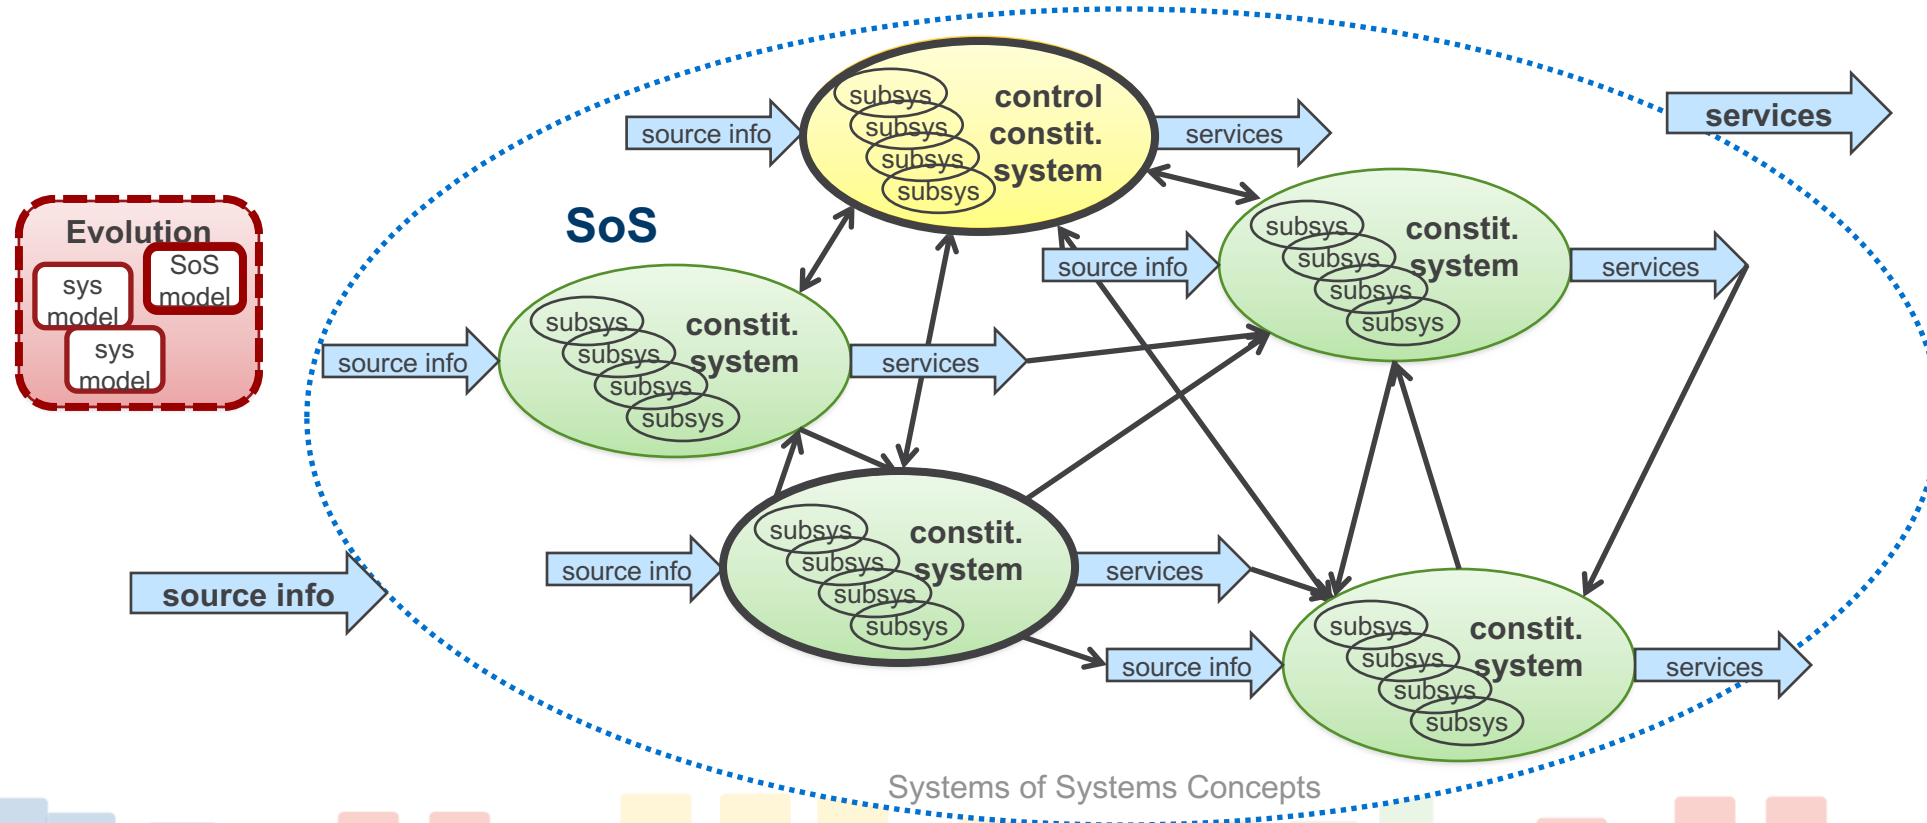 control
constit.
system
subsys
subsys
subsys
subsys
source info
services
services
Evolution
SoS
model
sys
model
sys
model
SoS
source info
subsys
subsys
subsys
subsys
constit.
system
services
source info
subsys
subsys
subsys
subsys
constit.
system
services
source info
source info
subsys
subsys
subsys
subsys
constit.
system
services
source info
subsys
subsys
subsys
subsys
constit.
system
services
Systems of Systems Concepts